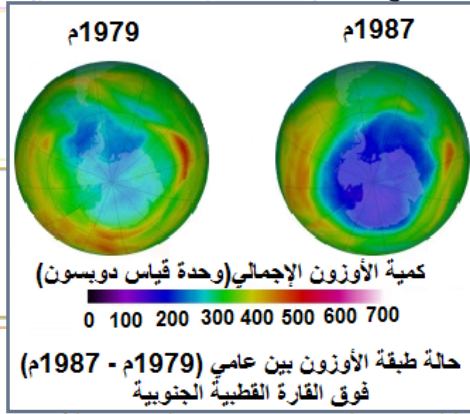 1979م 1987م
كمية الأوزون الإجمالي(وحدة قياس دوبسون)
0 100 200 300 400 500 600 700
حالة طبقة الأوزون بين عامي (1979م - 1987م)
فوق القارة القطبية الجنوبية